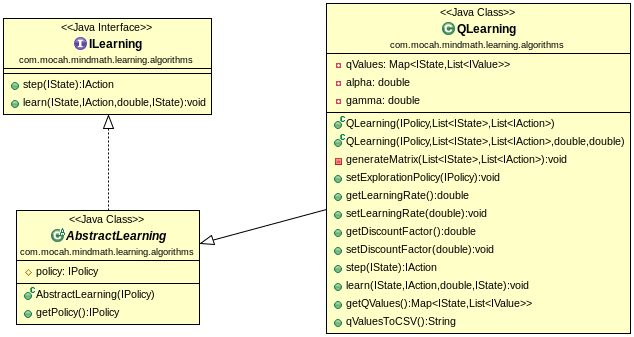 <<Java Interface>>
ILearning
com.mocah.mindmath.learning.algorithms
step(IState):IAction
learn(IState,IAction,double,IState):void
<<Java Class>>
AbstractLearning
com.mocah.mindmath.learning.algorithms
policy: IPolicy
AbstractLearning(IPolicy)
getPolicy():IPolicy
<<Java Class>>
QLearning
com.mocah.mindmath.learning.algorithms
qValues: Map<IState,List<IValue>>
alpha: double
gamma: double
QLearning(IPolicy,List<IState>,List<IAction>)
QLearning(IPolicy,List<IState>,List<IAction>,double,double)
generateMatrix(List<IState>,List<IAction>):void
setExplorationPolicy(IPolicy):void
getLearningRate():double
setLearningRate(double):void
getDiscountFactor():double
setDiscountFactor(double):void
step(IState):IAction
learn(IState,IAction,double,IState):void
getQValues():Map<IState,List<IValue>>
qValuesToCSV():String